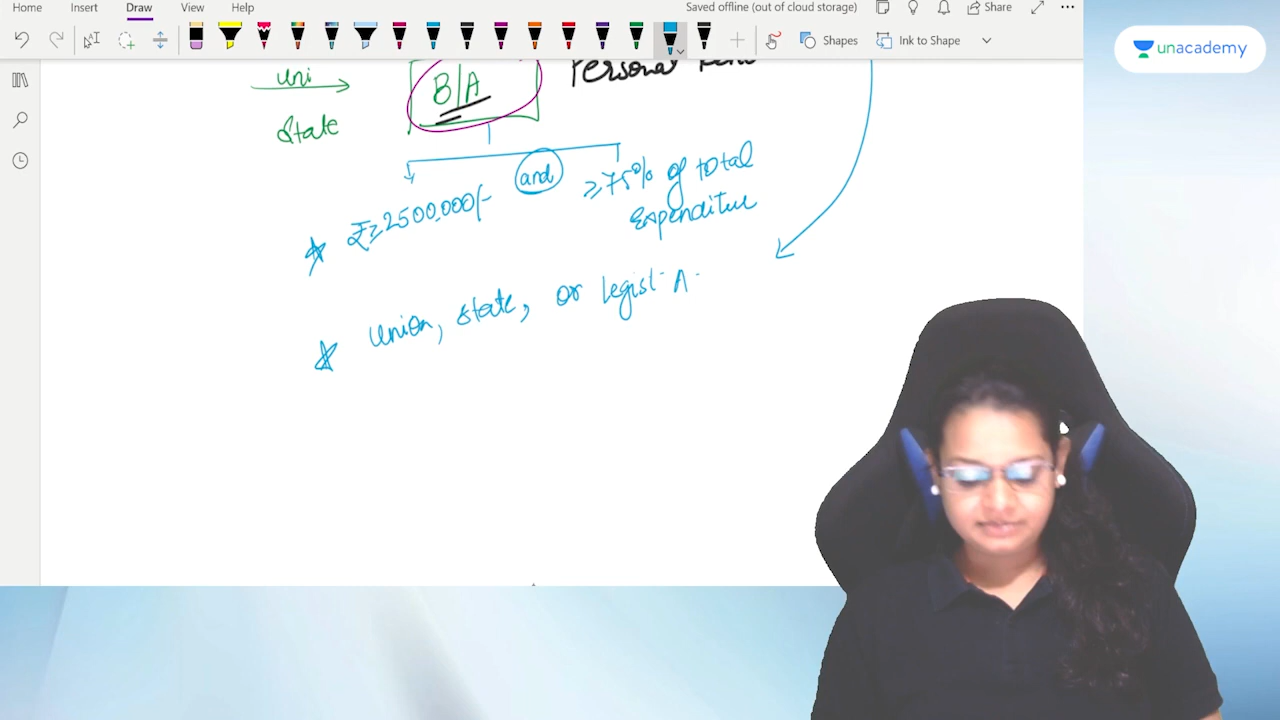 Home Insert Draw View Help Saved offline (out of cloud storage) Share
Shapes Ink to Shape
unacademy
uni
State
B/A
Personal
and
₹≥2500,000/-
≥75% of total
Expenditure
Union, state, or legisl. A.